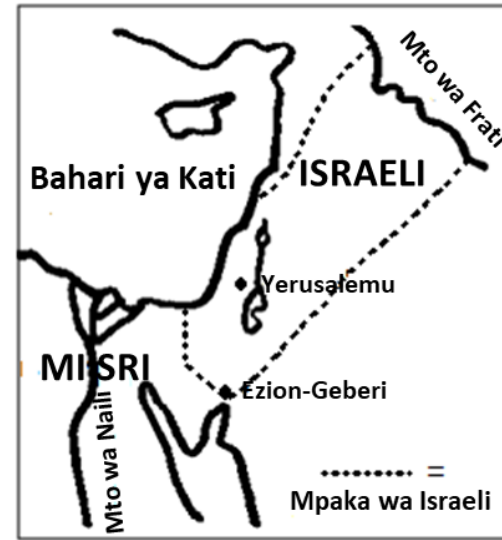 Mto wa Frati
Bahari ya Kati
ISRAELI
Yerusalemu
MISRI
Ezion-Geberi
Mto wa Naili
=
Mpaka wa Israeli